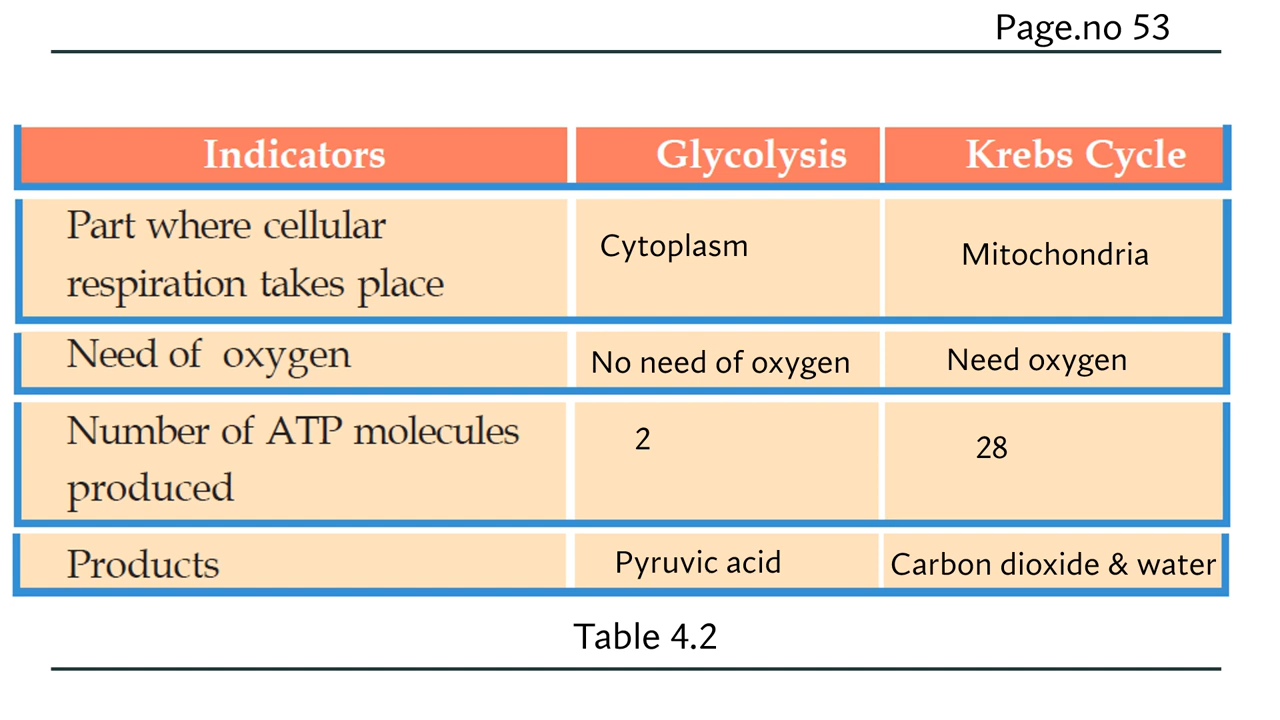 Page.no 53
Indicators Glycolysis Krebs Cycle
Part where cellular
respiration takes place
Cytoplasm
Mitochondria
Need of oxygen No need of oxygen Need oxygen
Number of ATP molecules
produced
2
28
Products Pyruvic acid Carbon dioxide & water
Table 4.2